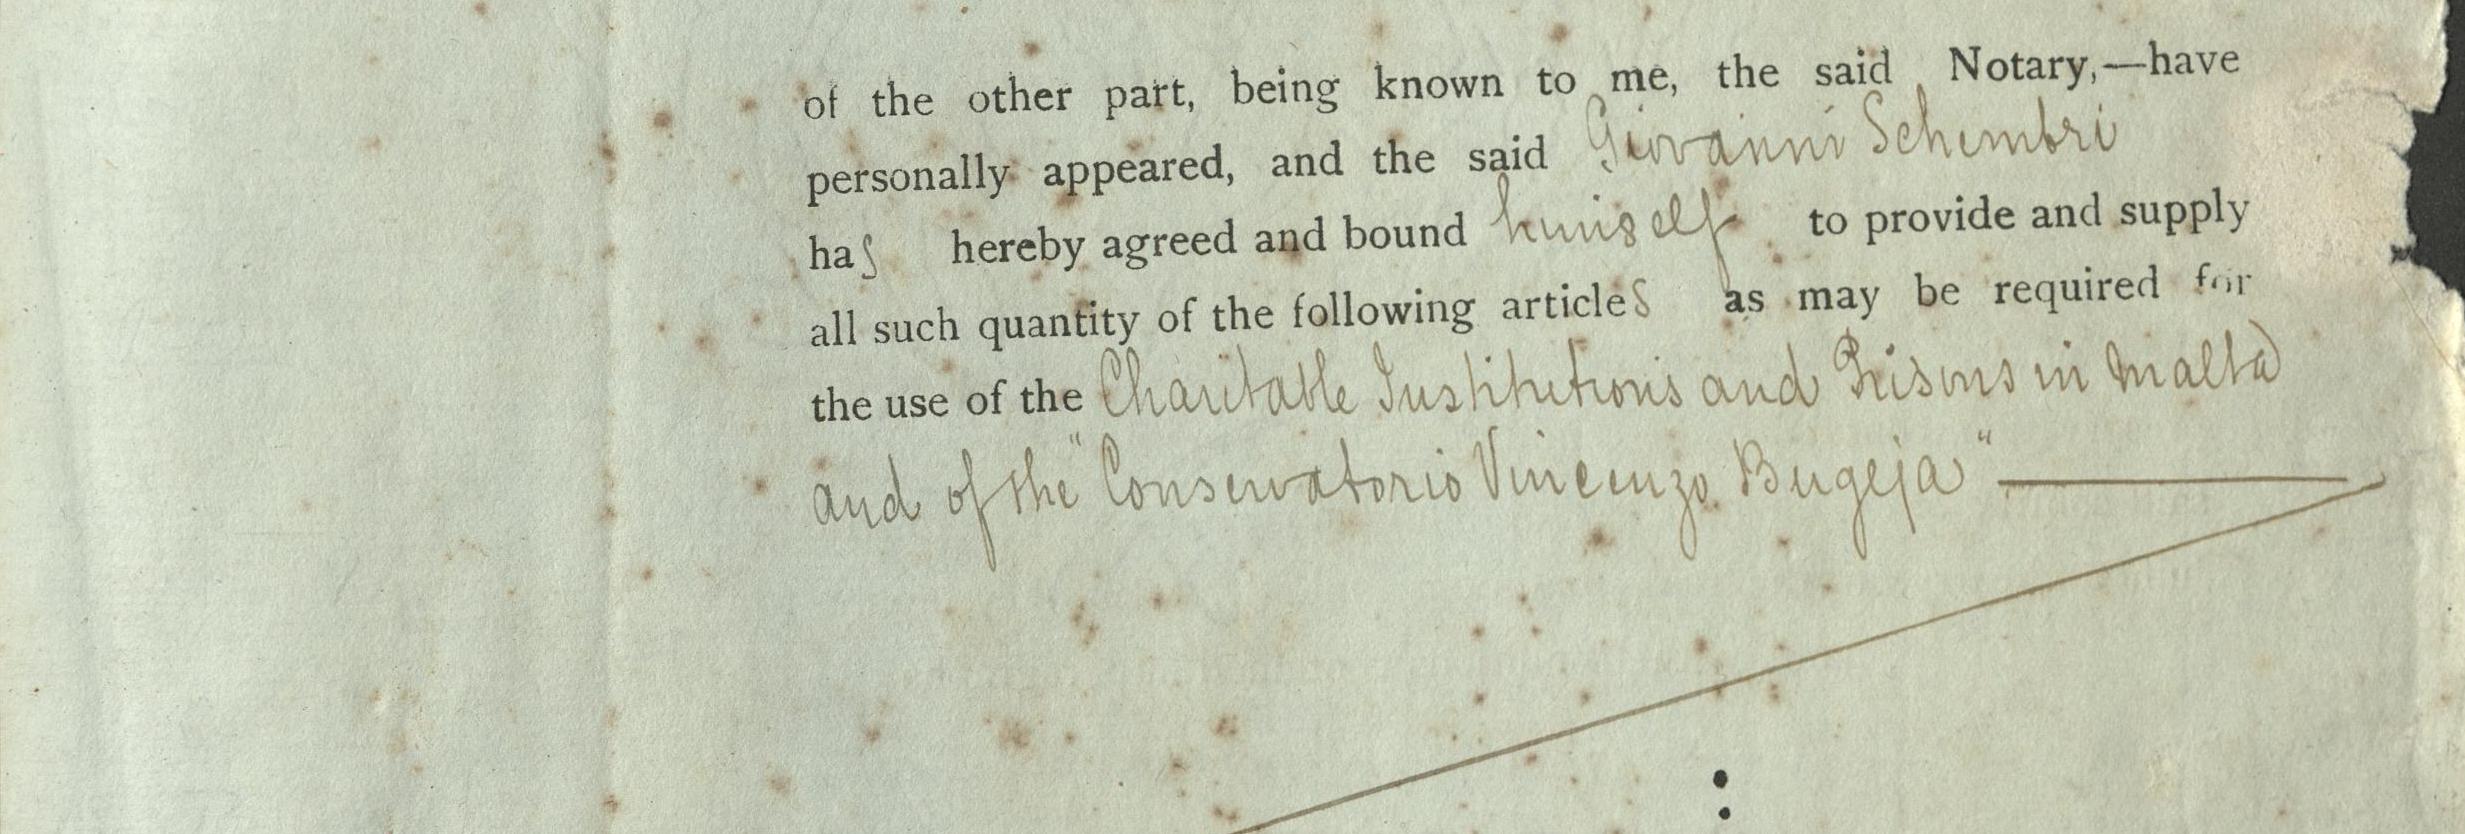 of the other part, being known to me, the said Notary,—have
personally appeared, and the said Giovanni Schembri
has hereby agreed and bound himself to provide and supply
all such quantity of the following articles as may be required for
the use of the Charitable Institutions and Prisons in Malta
and of the "Conservatorio Vincenzo Bugeja"